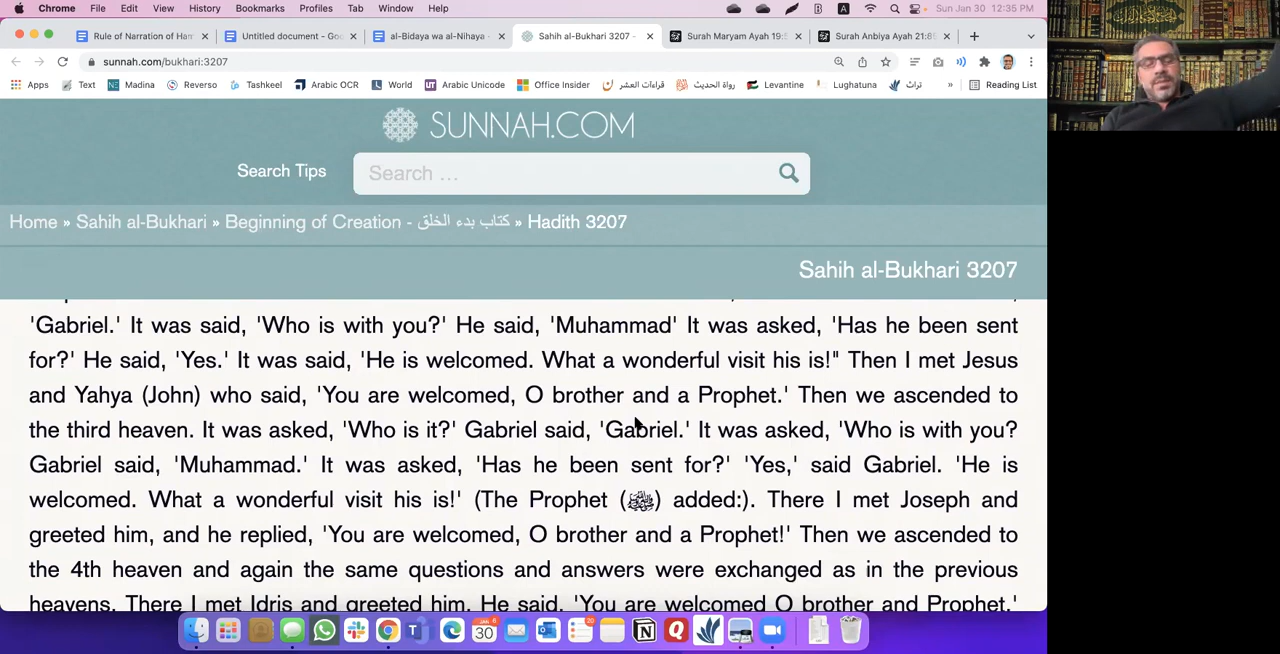 Chrome File Edit View History Bookmarks Profiles Tab Window Help Sun Jan 30 12:35 PM
Rule of Narration of Ham Untitled document - Goo al-Bidaya wa al-Nihaya - Sahih al-Bukhari 3207 - Surah Maryam Ayah 19:5 Surah Anbiya Ayah 21:8
sunnah.com/bukhari:3207
Apps Text Madina Reverso Tashkeel Arabic OCR World Arabic Unicode Office Insider قراءات العشر رواة الحديث Levantine Lughatuna تراث » Reading List
SUNNAH.COM
Search Tips Search ...
Home » Sahih al-Bukhari » Beginning of Creation - كتاب بدء الخلق » Hadith 3207
Sahih al-Bukhari 3207
'Gabriel.' It was said, 'Who is with you?' He said, 'Muhammad' It was asked, 'Has he been sent
for?' He said, 'Yes.' It was said, 'He is welcomed. What a wonderful visit his is!" Then I met Jesus
and Yahya (John) who said, 'You are welcomed, O brother and a Prophet.' Then we ascended to
the third heaven. It was asked, 'Who is it?' Gabriel said, 'Gabriel.' It was asked, 'Who is with you?
Gabriel said, 'Muhammad.' It was asked, 'Has he been sent for?' 'Yes,' said Gabriel. 'He is
welcomed. What a wonderful visit his is!' (The Prophet (ﷺ) added:). There I met Joseph and
greeted him, and he replied, 'You are welcomed, O brother and a Prophet!' Then we ascended to
the 4th heaven and again the same questions and answers were exchanged as in the previous
heavens. There I met Idris and greeted him. He said, 'You are welcomed O brother and Prophet.'